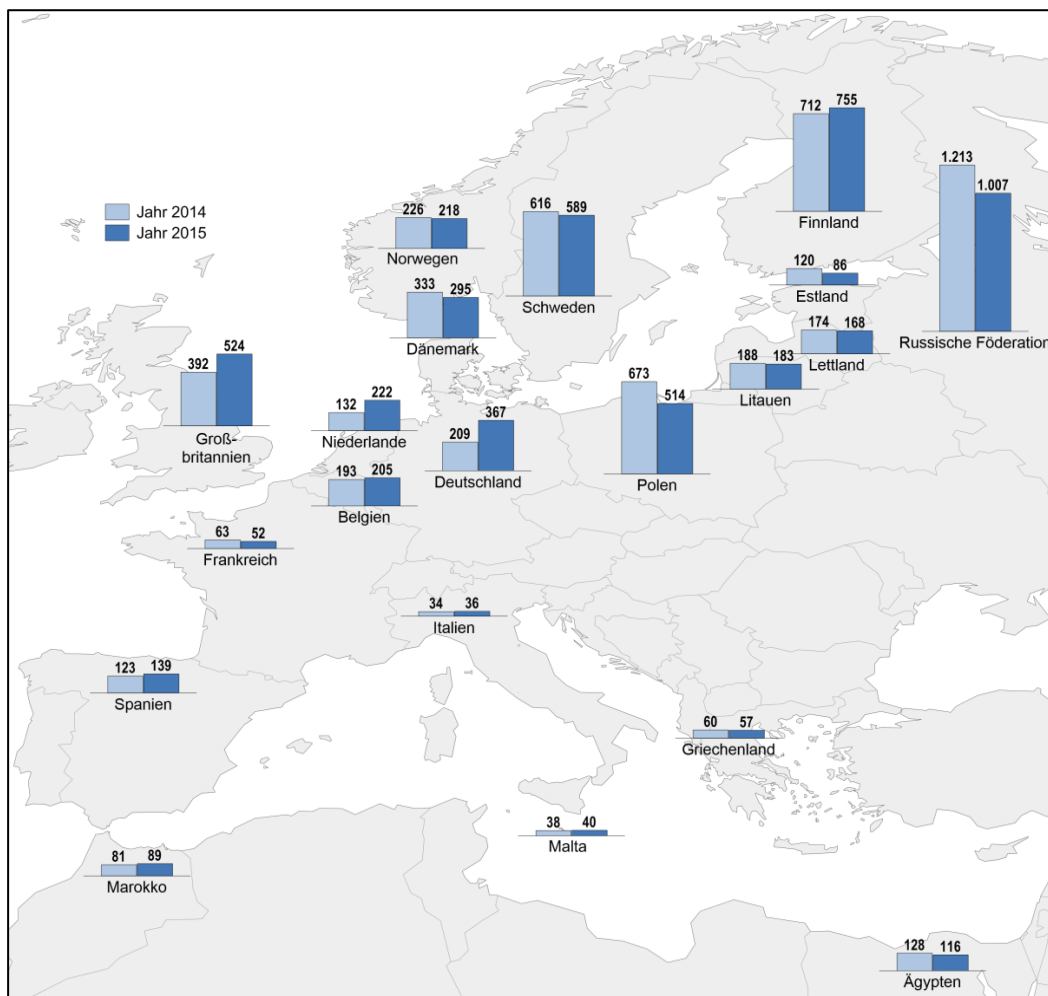 712 755
Finnland
1.213 1.007
Russische Föderation
Jahr 2014
Jahr 2015
226 218
Norwegen
616 589
Schweden
120 86
Estland
333 295
Dänemark
174 168
Lettland
188 183
Litauen
392 524
Groß-
britannien
132 222
Niederlande
209 367
Deutschland
673 514
Polen
193 205
Belgien
63 52
Frankreich
34 36
Italien
123 139
Spanien
60 57
Griechenland
38 40
Malta
81 89
Marokko
128 116
Ägypten